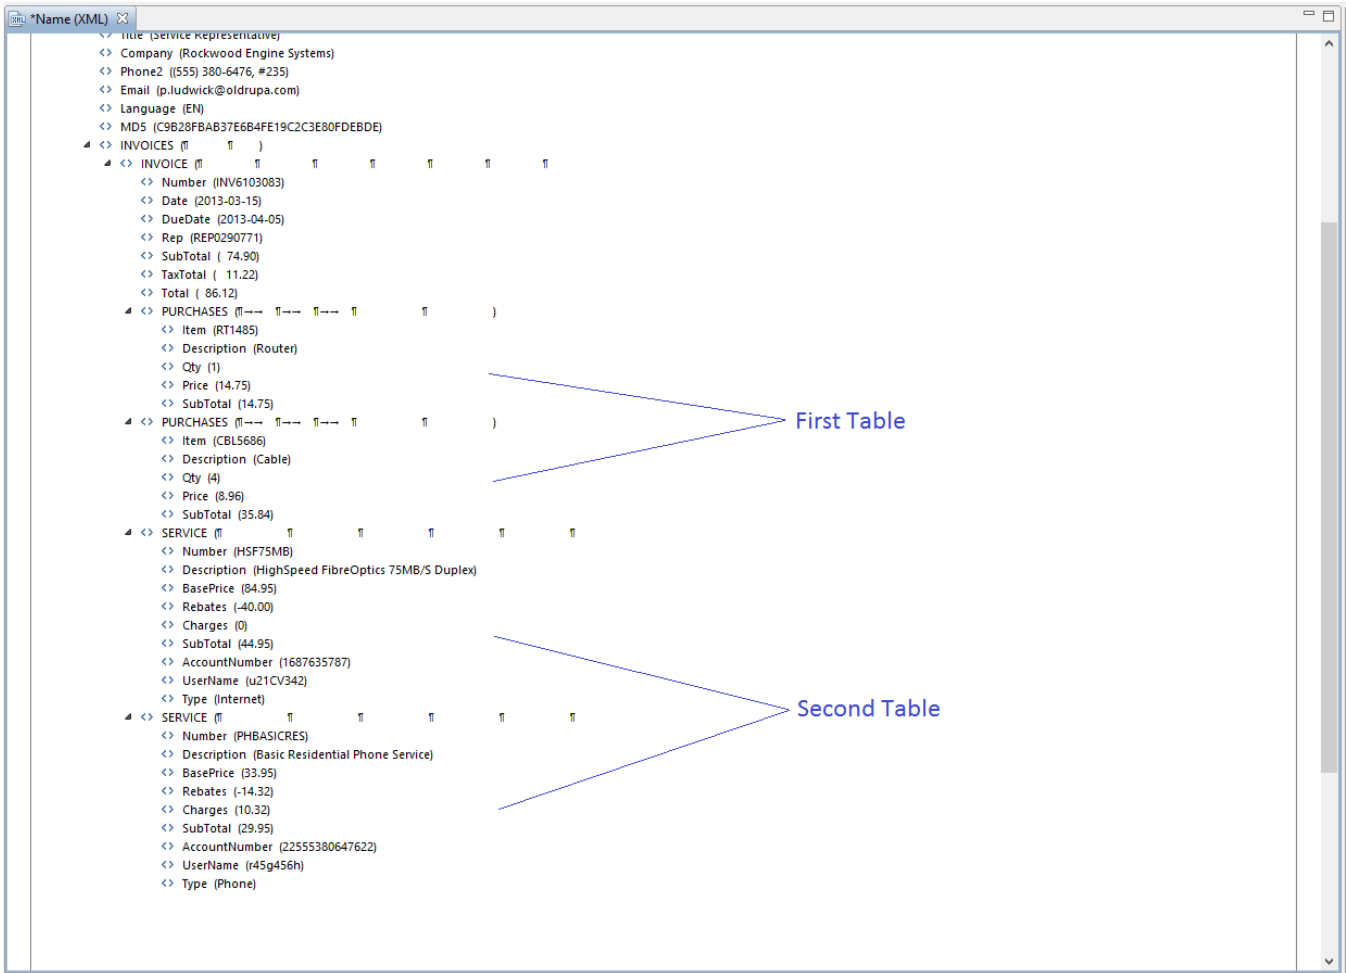 *Name (XML)
Title (Service Representative)
Company (Rockwood Engine Systems)
Phone2 ((555) 380-6476, #235)
Email (p.ludwick@oldrupa.com)
Language (EN)
MD5 (C9B28FBAB37E6B4FE19C2C3E80FDEBDE)
INVOICES (¶ ¶ )
INVOICE (¶ ¶ ¶ ¶ ¶ ¶ ¶
Number (INV6103083)
Date (2013-03-15)
DueDate (2013-04-05)
Rep (REP0290771)
SubTotal ( 74.90)
TaxTotal ( 11.22)
Total ( 86.12)
PURCHASES (¶→→ ¶→→ ¶→→ ¶ ¶ )
Item (RT1485)
Description (Router)
Qty (1)
Price (14.75)
SubTotal (14.75)
PURCHASES (¶→→ ¶→→ ¶→→ ¶ ¶ )
First Table
Item (CBL5686)
Description (Cable)
Qty (4)
Price (8.96)
SubTotal (35.84)
SERVICE (¶ ¶ ¶ ¶ ¶ ¶
Number (HSF75MB)
Description (HighSpeed FibreOptics 75MB/S Duplex)
BasePrice (84.95)
Rebates (-40.00)
Charges (0)
SubTotal (44.95)
AccountNumber (1687635787)
UserName (u21CV342)
Type (Internet)
Second Table
SERVICE (¶ ¶ ¶ ¶ ¶ ¶
Number (PHBASICRES)
Description (Basic Residential Phone Service)
BasePrice (33.95)
Rebates (-14.32)
Charges (10.32)
SubTotal (29.95)
AccountNumber (22555380647622)
UserName (r45g456h)
Type (Phone)